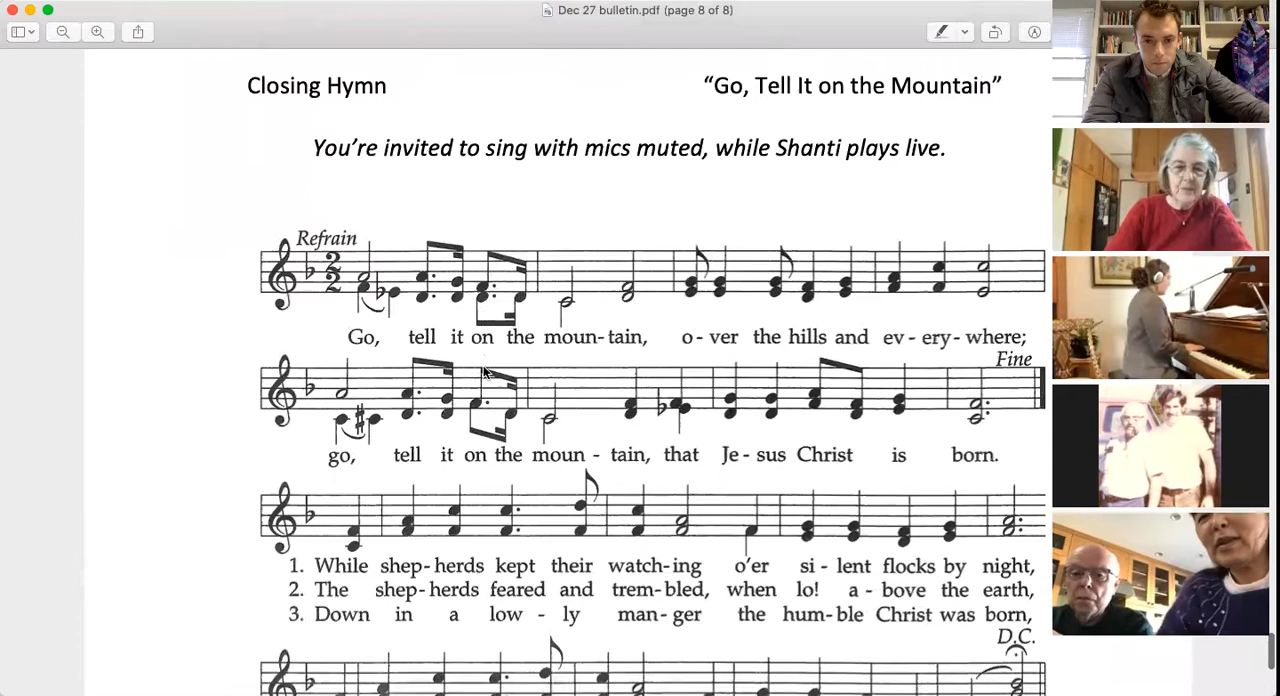 Dec 27 bulletin.pdf (page 8 of 8)
Closing Hymn “Go, Tell It on the Mountain”
You’re invited to sing with mics muted, while Shanti plays live.
Refrain
Go, tell it on the moun-tain, o-ver the hills and ev-ery-where;
Fine
go, tell it on the moun-tain, that Je-sus Christ is born.
1. While shep-herds kept their watch-ing o’er si-lent flocks by night,
2. The shep-herds feared and trem-bled, when lo! a-bove the earth,
3. Down in a low-ly man-ger the hum-ble Christ was born,
D.C.